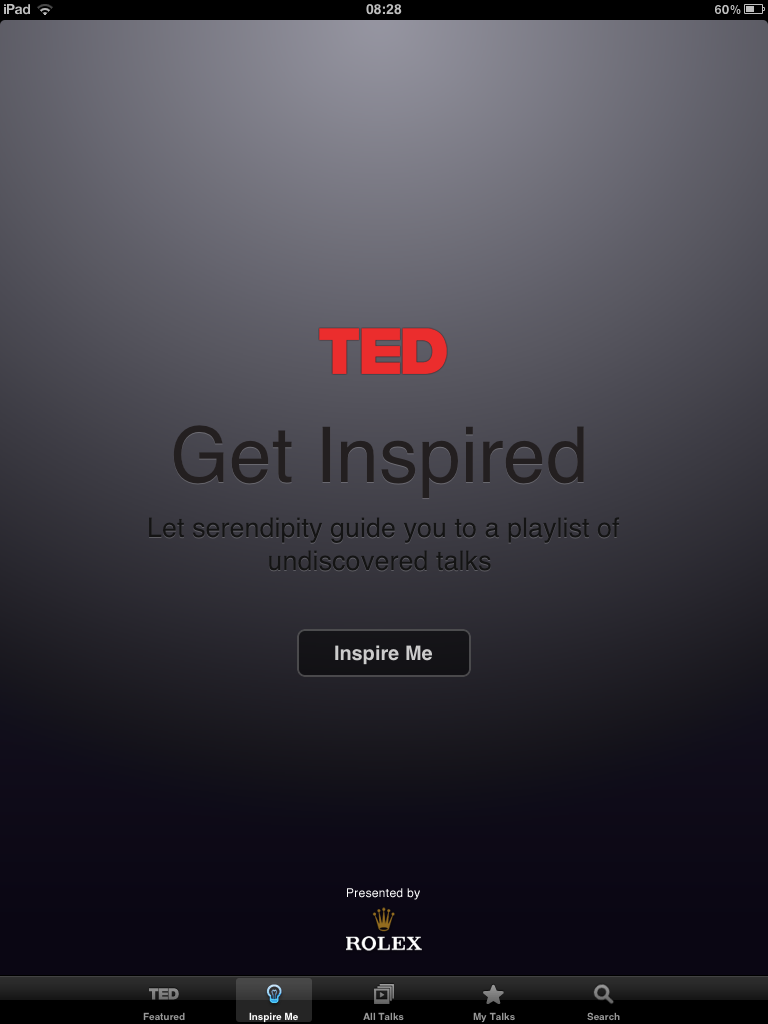 iPad 08:28 60%
TED
Get Inspired
Let serendipity guide you to a playlist of
undiscovered talks
Inspire Me
Presented by
ROLEX
TED
Featured Inspire Me All Talks My Talks Search